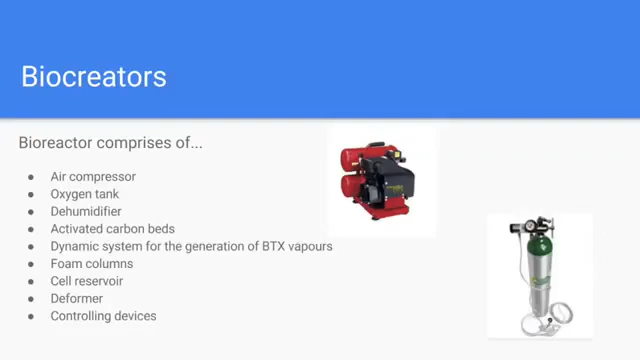 Biocreators
Bioreactor comprises of...
● Air compressor
● Oxygen tank
● Dehumidifier
● Activated carbon beds
● Dynamic system for the generation of BTX vapours
● Foam columns
● Cell reservoir
● Deformer
● Controlling devices